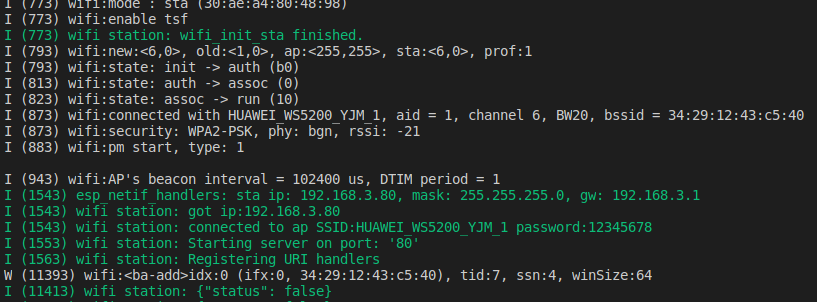 I (773) wifi:mode : sta (30:ae:a4:80:48:98)
I (773) wifi:enable tsf
I (773) wifi station: wifi_init_sta finished.
I (793) wifi:new:<6,0>, old:<1,0>, ap:<255,255>, sta:<6,0>, prof:1
I (793) wifi:state: init -> auth (b0)
I (813) wifi:state: auth -> assoc (0)
I (823) wifi:state: assoc -> run (10)
I (873) wifi:connected with HUAWEI_WS5200_YJM_1, aid = 1, channel 6, BW20, bssid = 34:29:12:43:c5:40
I (873) wifi:security: WPA2-PSK, phy: bgn, rssi: -21
I (883) wifi:pm start, type: 1
I (943) wifi:AP's beacon interval = 102400 us, DTIM period = 1
I (1543) esp_netif_handlers: sta ip: 192.168.3.80, mask: 255.255.255.0, gw: 192.168.3.1
I (1543) wifi station: got ip:192.168.3.80
I (1543) wifi station: connected to ap SSID:HUAWEI_WS5200_YJM_1 password:12345678
I (1553) wifi station: Starting server on port: '80'
I (1563) wifi station: Registering URI handlers
W (11393) wifi:<ba-add>idx:0 (ifx:0, 34:29:12:43:c5:40), tid:7, ssn:4, winSize:64
I (11413) wifi station: {"status": false}